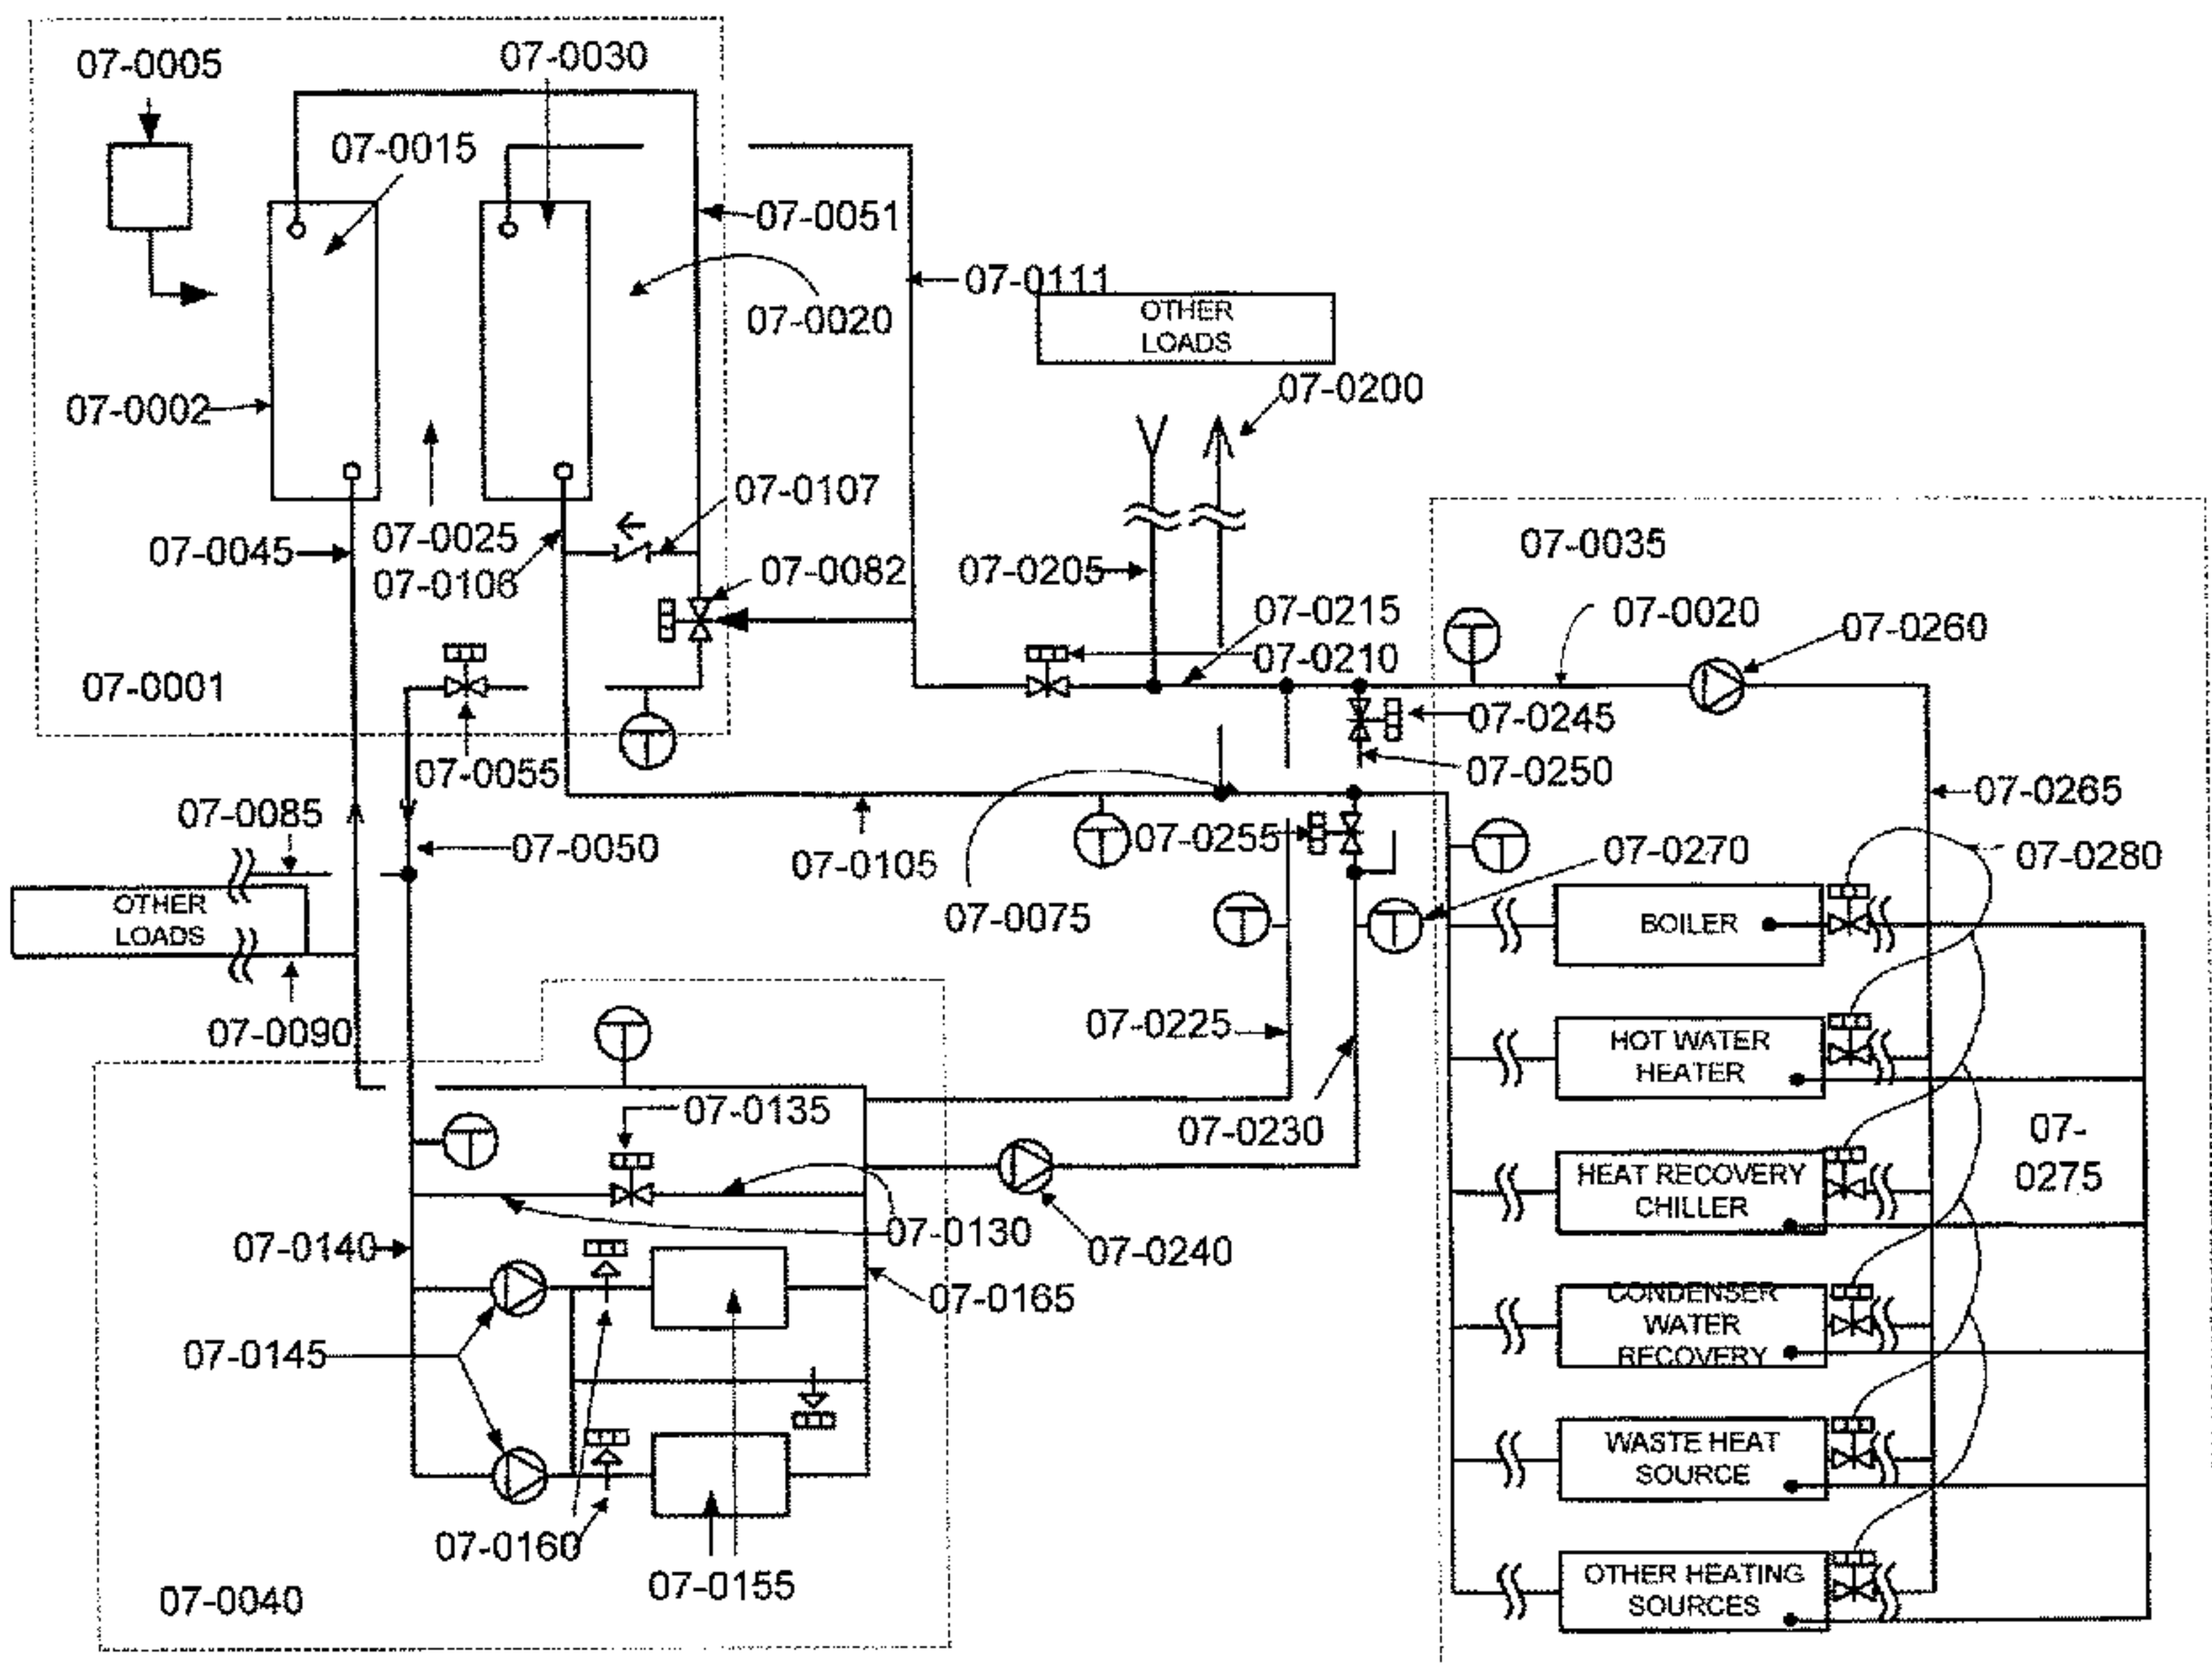 07-0005
07-0030
07-0015
07-0051
07-0111
07-0020
OTHER
LOADS
07-0200
07-0002
07-0107
07-0025
07-0045
07-0106
07-0082
07-0205
07-0035
07-0215
07-0020
07-0260
07-0210
07-0001
07-0245
07-0055
07-0250
07-0265
07-0085
07-0050
07-0105
07-0255
07-0270
07-0280
OTHER
LOADS
07-0075
BOILER
07-0090
07-0225
HOT WATER
HEATER
07-0135
07-0230
07-
0275
HEAT RECOVERY
CHILLER
07-0130
07-0140
07-0240
07-0165
CONDENSER
WATER
RECOVERY
07-0145
WASTE HEAT
SOURCE
07-0160
07-0155
07-0040
OTHER HEATING
SOURCES
T
T
T
T
T
T
T
T